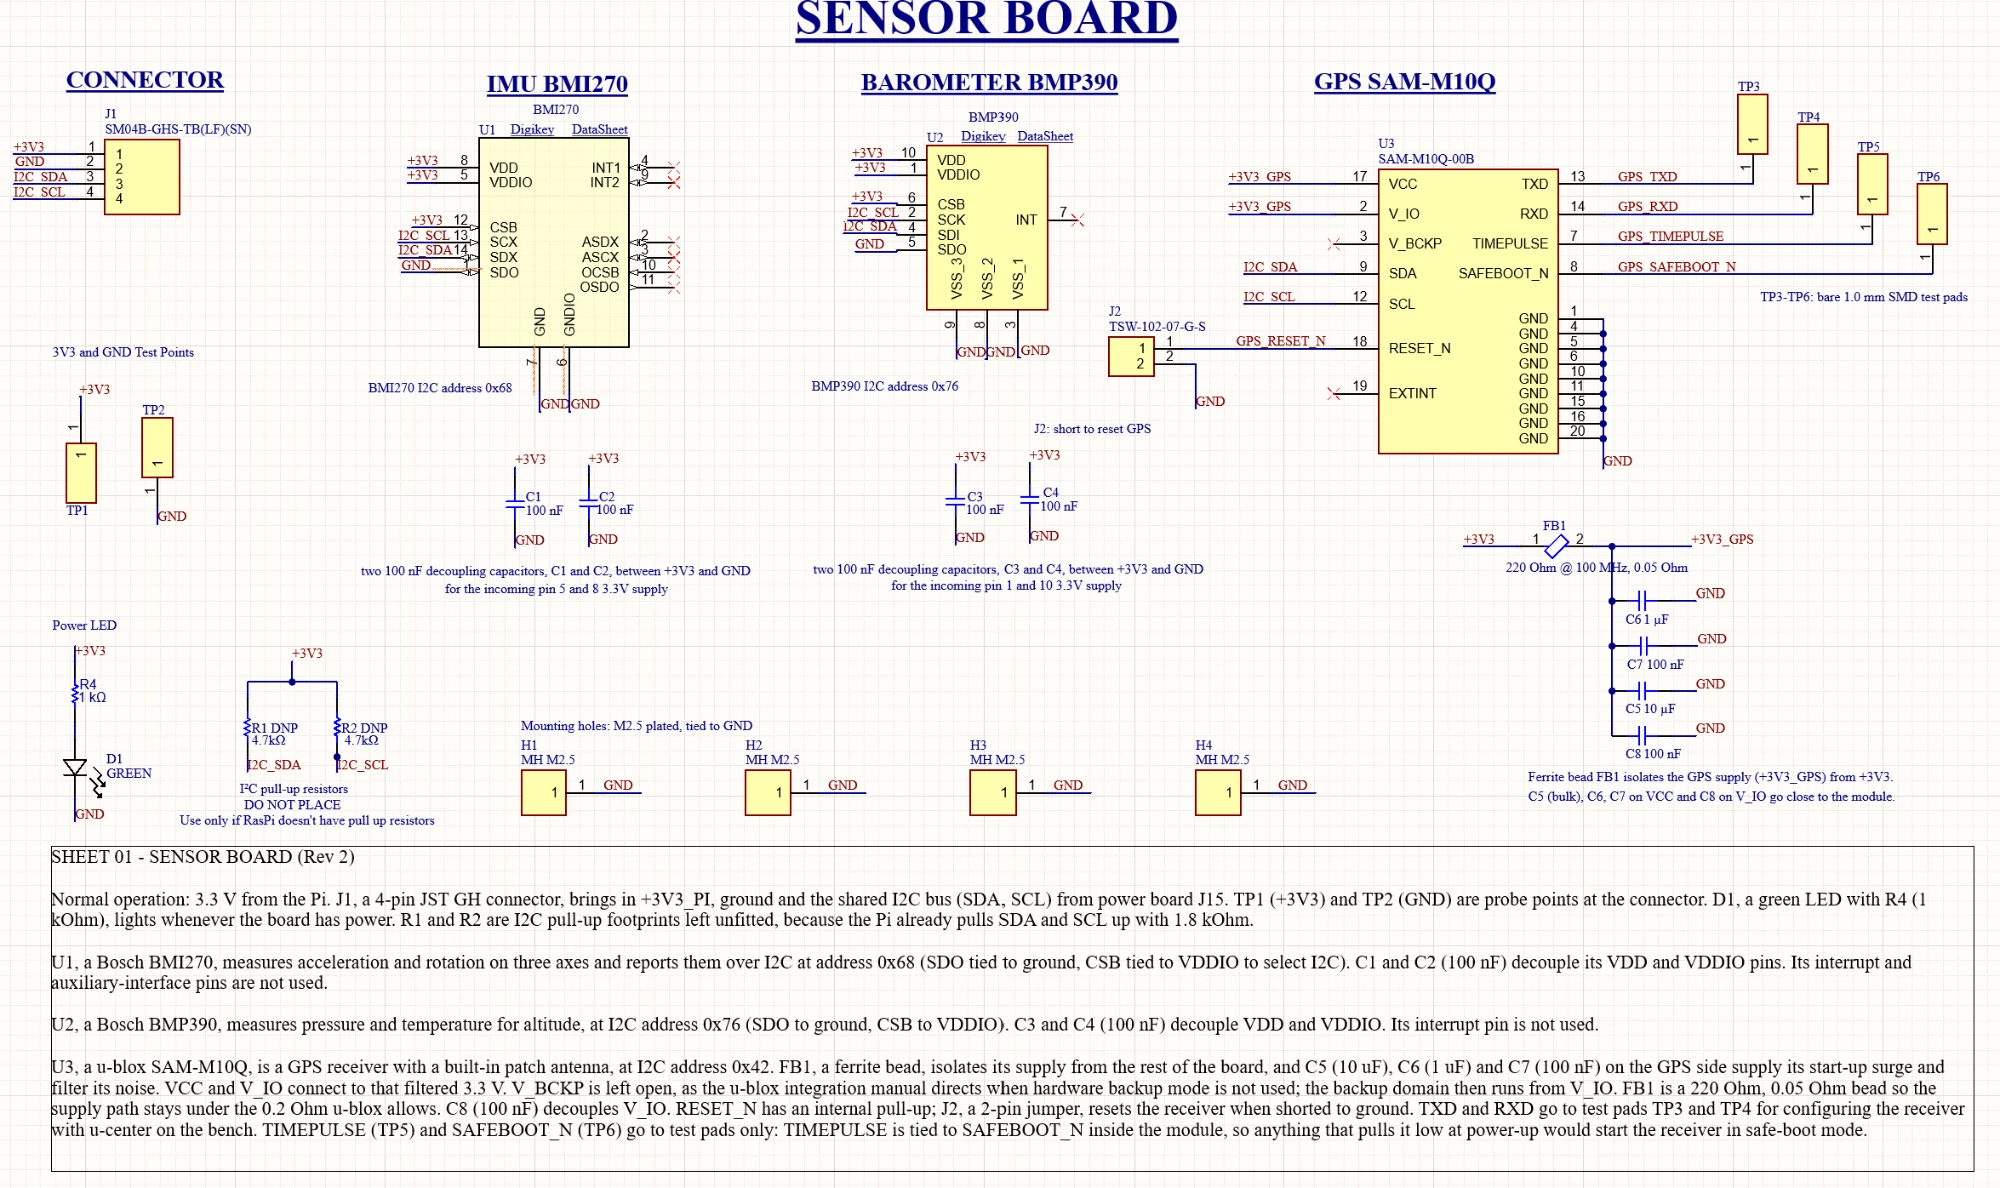 SENSOR BOARD
CONNECTOR
J1
SM04B-GHS-TB(LF)(SN)
+3V3 1 1
GND 2 2
I2C_SDA 3 3
I2C_SCL 4 4
3V3 and GND Test Points
+3V3
1
1
TP1
TP2
1
1
GND
Power LED
+3V3
R4
1 kΩ
D1
GREEN
GND
+3V3
R1 DNP
4.7kΩ
R2 DNP
4.7kΩ
I2C_SDA
I2C_SCL
I²C pull-up resistors
DO NOT PLACE
Use only if RasPi doesn't have pull up resistors
IMU BMI270
BMI270
U1 Digikey DataSheet
+3V3 8 VDD INT1 4
+3V3 5 VDDIO INT2 9
+3V3 12 CSB
I2C_SCL 13 SCX ASDX 2
I2C_SDA 14 SDX ASCX 3
GND 1 SDO OCSB 10
OSDO 11
GND GNDIO
7 6
GND GND
BMI270 I2C address 0x68
+3V3 +3V3
C1
100 nF
C2
100 nF
GND GND
two 100 nF decoupling capacitors, C1 and C2, between +3V3 and GND
for the incoming pin 5 and 8 3.3V supply
BAROMETER BMP390
BMP390
U2 Digikey DataSheet
+3V3 10 VDD
+3V3 1 VDDIO
+3V3 6 CSB
I2C_SCL 2 SCK INT 7
I2C_SDA 4 SDI
GND 5 SDO
VSS_3 VSS_2 VSS_1
9 8 3
GND GND GND
BMP390 I2C address 0x76
J2
TSW-102-07-G-S
1 1
2 2
GPS_RESET_N
GND
J2: short to reset GPS
+3V3 +3V3
C3
100 nF
C4
100 nF
GND GND
two 100 nF decoupling capacitors, C3 and C4, between +3V3 and GND
for the incoming pin 1 and 10 3.3V supply
GPS SAM-M10Q
U3
SAM-M10Q-00B
+3V3_GPS 17 VCC TXD 13 GPS_TXD
+3V3_GPS 2 V_IO RXD 14 GPS_RXD
3 V_BCKP TIMEPULSE 7 GPS_TIMEPULSE
I2C_SDA 9 SDA SAFEBOOT_N 8 GPS_SAFEBOOT_N
I2C_SCL 12 SCL
18 RESET_N
19 EXTINT
GND 1
GND 4
GND 5
GND 6
GND 10
GND 11
GND 15
GND 16
GND 20
GND
TP3
1
1
TP4
1
1
TP5
1
1
TP6
1
1
TP3-TP6: bare 1.0 mm SMD test pads
FB1
+3V3 1 2 +3V3_GPS
220 Ohm @ 100 MHz, 0.05 Ohm
GND
C6 1 µF
GND
C7 100 nF
GND
C5 10 µF
GND
C8 100 nF
Ferrite bead FB1 isolates the GPS supply (+3V3_GPS) from +3V3.
C5 (bulk), C6, C7 on VCC and C8 on V_IO go close to the module.
Mounting holes: M2.5 plated, tied to GND
H1
MH M2.5
1 1 GND
H2
MH M2.5
1 1 GND
H3
MH M2.5
1 1 GND
H4
MH M2.5
1 1 GND
SHEET 01 - SENSOR BOARD (Rev 2)
Normal operation: 3.3 V from the Pi. J1, a 4-pin JST GH connector, brings in +3V3_PI, ground and the shared I2C bus (SDA, SCL) from power board J15. TP1 (+3V3) and TP2 (GND) are probe points at the connector. D1, a green LED with R4 (1
kOhm), lights whenever the board has power. R1 and R2 are I2C pull-up footprints left unfitted, because the Pi already pulls SDA and SCL up with 1.8 kOhm.
U1, a Bosch BMI270, measures acceleration and rotation on three axes and reports them over I2C at address 0x68 (SDO tied to ground, CSB tied to VDDIO to select I2C). C1 and C2 (100 nF) decouple its VDD and VDDIO pins. Its interrupt and
auxiliary-interface pins are not used.
U2, a Bosch BMP390, measures pressure and temperature for altitude, at I2C address 0x76 (SDO to ground, CSB to VDDIO). C3 and C4 (100 nF) decouple VDD and VDDIO. Its interrupt pin is not used.
U3, a u-blox SAM-M10Q, is a GPS receiver with a built-in patch antenna, at I2C address 0x42. FB1, a ferrite bead, isolates its supply from the rest of the board, and C5 (10 uF), C6 (1 uF) and C7 (100 nF) on the GPS side supply its start-up surge and
filter its noise. VCC and V_IO connect to that filtered 3.3 V. V_BCKP is left open, as the u-blox integration manual directs when hardware backup mode is not used; the backup domain then runs from V_IO. FB1 is a 220 Ohm, 0.05 Ohm bead so the
supply path stays under the 0.2 Ohm u-blox allows. C8 (100 nF) decouples V_IO. RESET_N has an internal pull-up; J2, a 2-pin jumper, resets the receiver when shorted to ground. TXD and RXD go to test pads TP3 and TP4 for configuring the receiver
with u-center on the bench. TIMEPULSE (TP5) and SAFEBOOT_N (TP6) go to test pads only: TIMEPULSE is tied to SAFEBOOT_N inside the module, so anything that pulls it low at power-up would start the receiver in safe-boot mode.